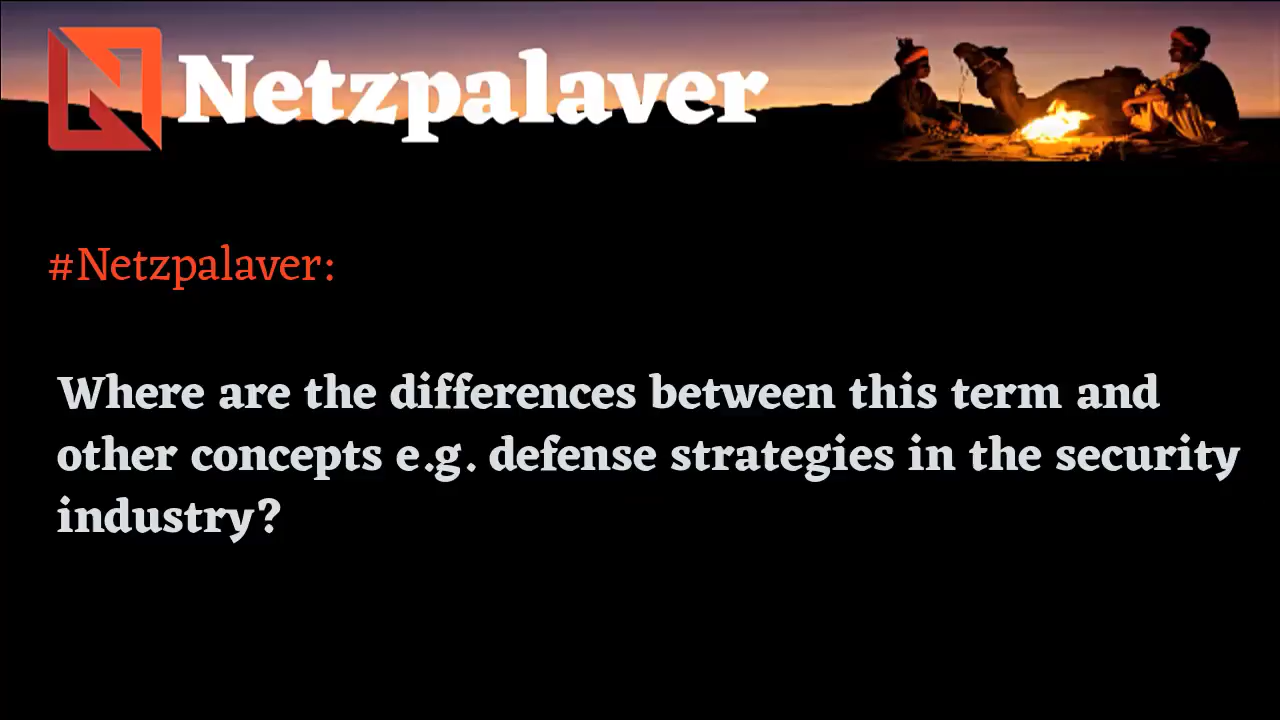 Netzpalaver
#Netzpalaver:
Where are the differences between this term and
other concepts e.g. defense strategies in the security
industry?